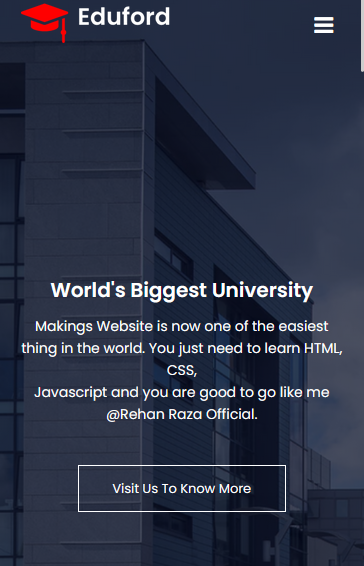 Eduford
World's Biggest University
Makings Website is now one of the easiest
thing in the world. You just need to learn HTML,
CSS,
Javascript and you are good to go like me
@Rehan Raza Official.
Visit Us To Know More